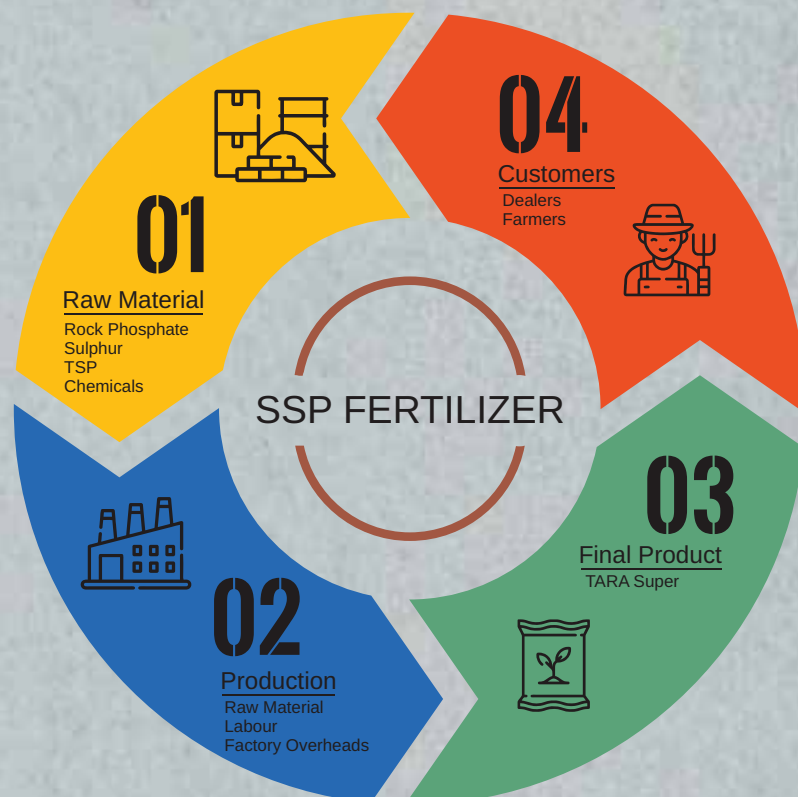 01
Raw Material
Rock Phosphate
Sulphur
TSP
Chemicals
02
Production
Raw Material
Labour
Factory Overheads
03
Final Product
TARA Super
04
Customers
Dealers
Farmers
SSP FERTILIZER